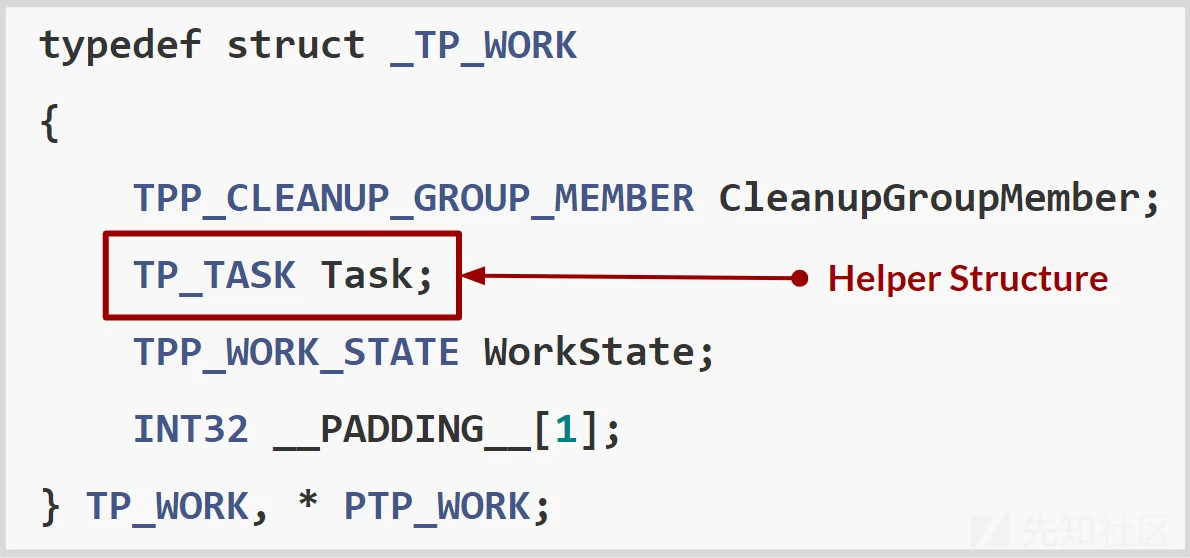 typedef struct _TP_WORK
{
TPP_CLEANUP_GROUP_MEMBER CleanupGroupMember;
TP_TASK Task;
Helper Structure
TPP_WORK_STATE WorkState;
INT32 __PADDING__[1];
} TP_WORK, * PTP_WORK;
先知社区